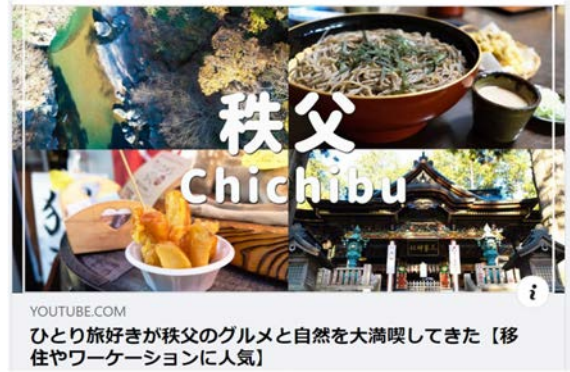 秩父
Chichibu
YOUTUBE.COM
ひとり旅好きが秩父のグルメと自然を大満喫してきた【移
住やワーケーションに人気】